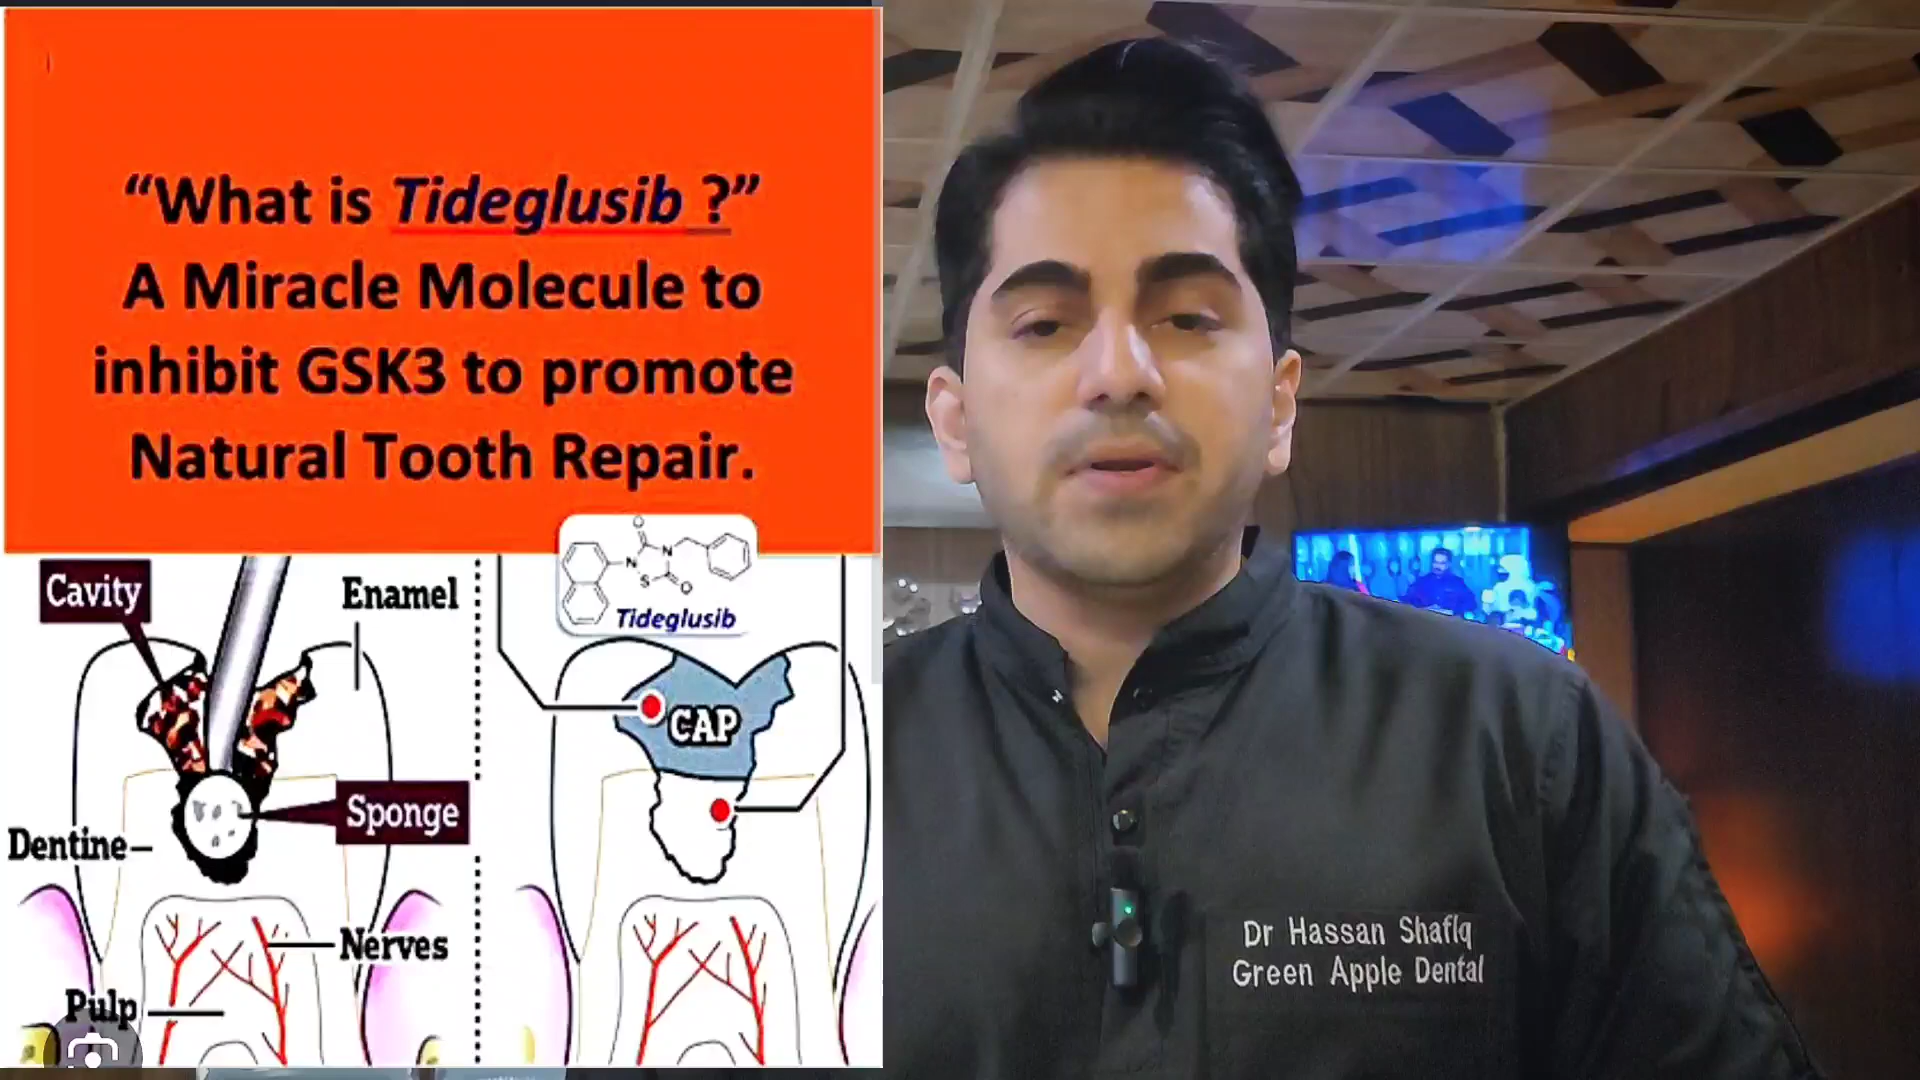 “What is Tideglusib ?”
A Miracle Molecule to
inhibit GSK3 to promote
Natural Tooth Repair.
Cavity
Enamel
Sponge
Dentine
Nerves
Pulp
O
N
N
S
O
Tideglusib
CAP
Dr Hassan Shafiq
Green Apple Dental